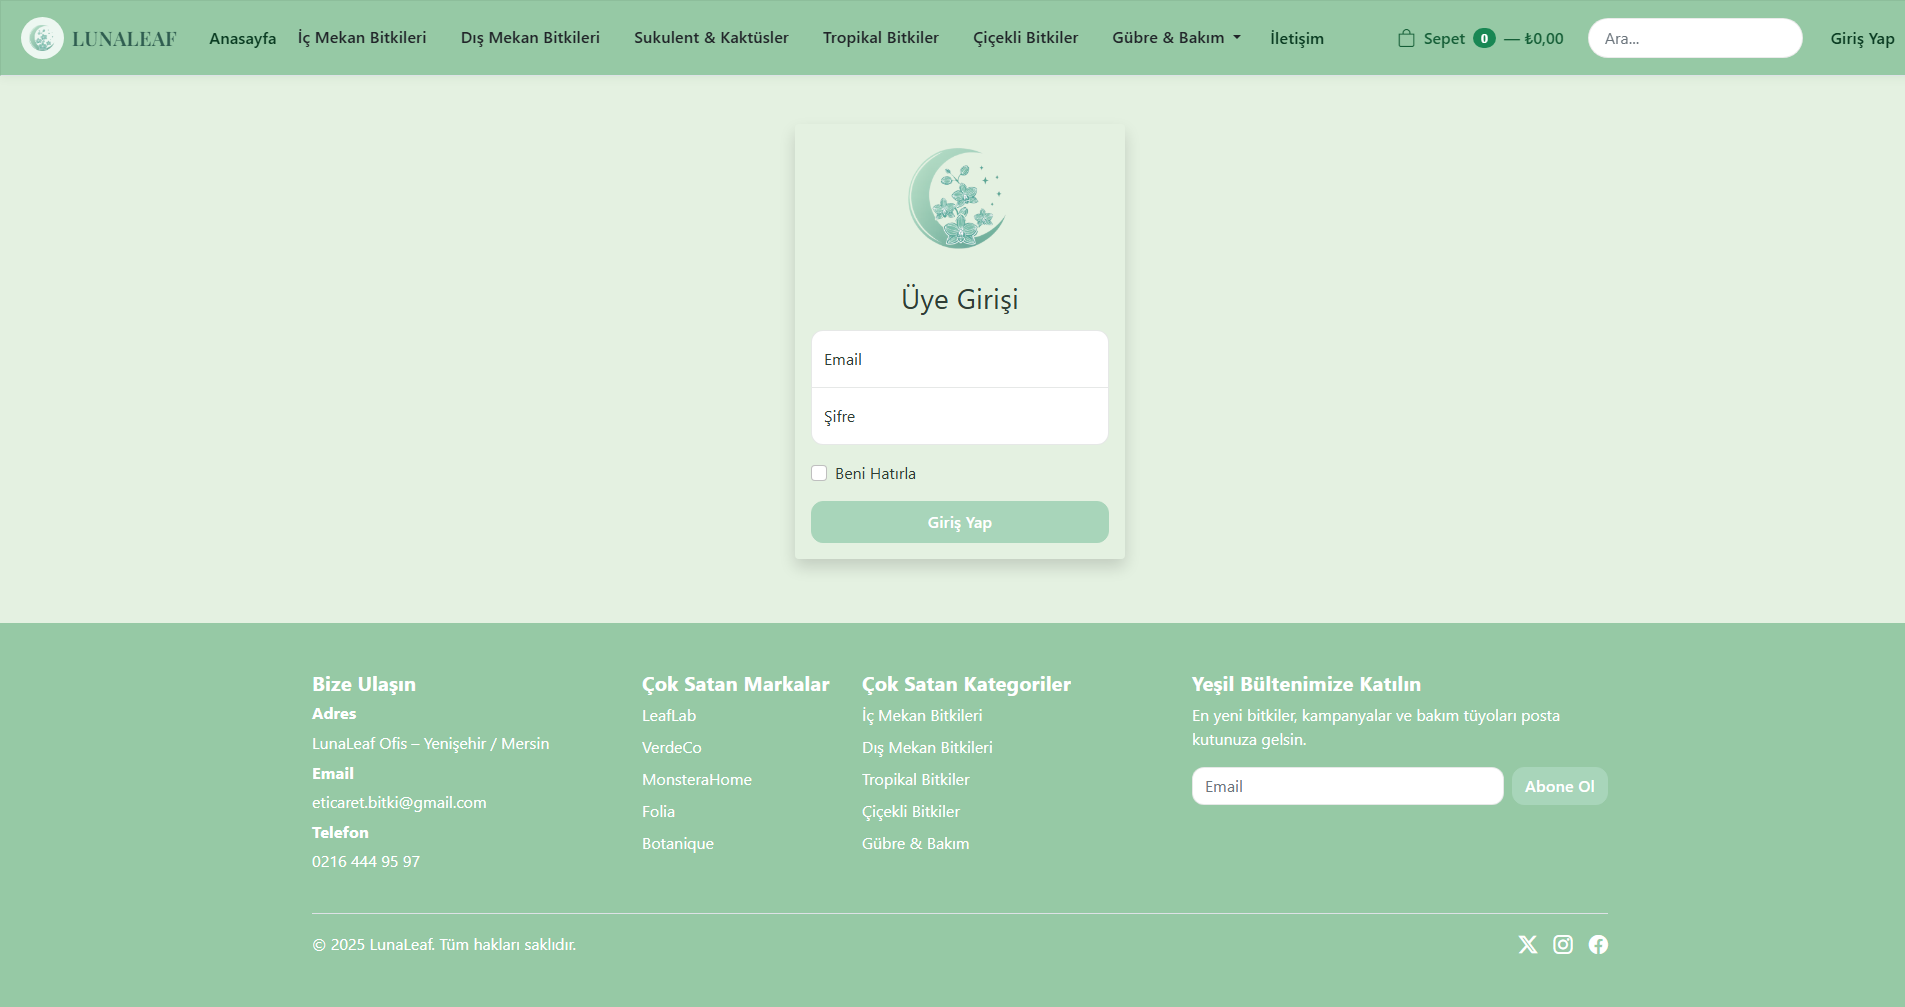 LUNALEAF Anasayfa İç Mekan Bitkileri Dış Mekan Bitkileri Sukulent & Kaktüsler Tropikal Bitkiler Çiçekli Bitkiler Gübre & Bakım İletişim Sepet 0 — ₺0,00 Ara... Giriş Yap
Üye Girişi
Email
Şifre
Beni Hatırla
Giriş Yap
Bize Ulaşın
Adres
LunaLeaf Ofis – Yenişehir / Mersin
Email
eticaret.bitki@gmail.com
Telefon
0216 444 95 97
Çok Satan Markalar
LeafLab
VerdeCo
MonsteraHome
Folia
Botanique
Çok Satan Kategoriler
İç Mekan Bitkileri
Dış Mekan Bitkileri
Tropikal Bitkiler
Çiçekli Bitkiler
Gübre & Bakım
Yeşil Bültenimize Katılın
En yeni bitkiler, kampanyalar ve bakım tüyoları posta
kutunuza gelsin.
Email Abone Ol
© 2025 LunaLeaf. Tüm hakları saklıdır.